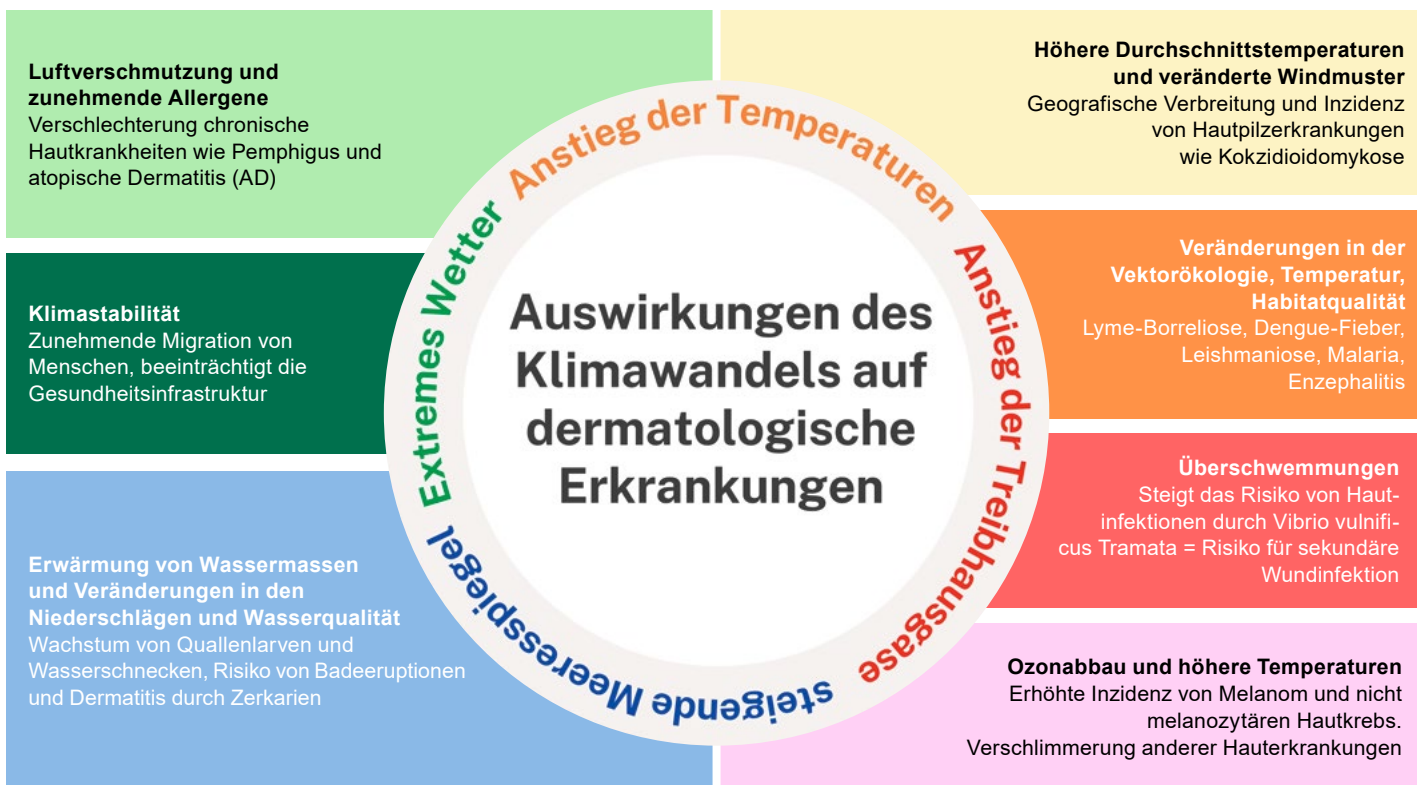 Luftverschmutzung und
zunehmende Allergene
Verschlechterung chronische
Hautkrankheiten wie Pemphigus und
atopische Dermatitis (AD)
Klimastabilität
Zunehmende Migration von
Menschen, beeinträchtigt die
Gesundheitsinfrastruktur
Erwärmung von Wassermassen
und Veränderungen in den
Niederschlägen und Wasserqualität
Wachstum von Quallenlarven und
Wasserschnecken, Risiko von Badeeruptionen
und Dermatitis durch Zerkarien
Anstieg der Temperaturen
Anstieg der Treibhausgase
steigende Meeresspiegel
Extremes Wetter
Auswirkungen des
Klimawandels auf
dermatologische
Erkrankungen
Höhere Durchschnittstemperaturen
und veränderte Windmuster
Geografische Verbreitung und Inzidenz
von Hautpilzerkrankungen
wie Kokzidioidomykose
Veränderungen in der
Vektorökologie, Temperatur,
Habitatqualität
Lyme-Borreliose, Dengue-Fieber,
Leishmaniose, Malaria,
Enzephalitis
Überschwemmungen
Steigt das Risiko von Haut-
infektionen durch Vibrio vulnifi-
cus Tramata = Risiko für sekundäre
Wundinfektion
Ozonabbau und höhere Temperaturen
Erhöhte Inzidenz von Melanom und nicht
melanozytären Hautkrebs.
Verschlimmerung anderer Hauterkrankungen